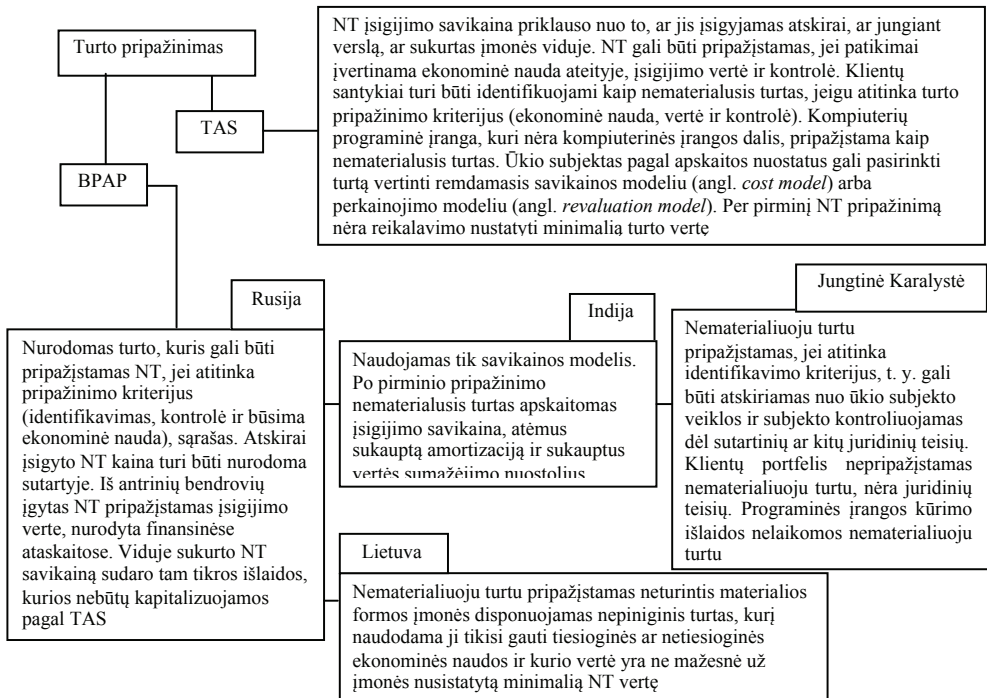 Turto pripažinimas
TAS
BPAP
NT įsigijimo savikaina priklauso nuo to, ar jis įsigyjamas atskirai, ar jungiant
verslą, ar sukurtas įmonės viduje. NT gali būti pripažįstamas, jei patikimai
įvertinama ekonominė nauda ateityje, įsigijimo vertė ir kontrolė. Klientų
santykiai turi būti identifikuojami kaip nematerialusis turtas, jeigu atitinka turto
pripažinimo kriterijus (ekonominė nauda, vertė ir kontrolė). Kompiuterių
programinė įranga, kuri nėra kompiuterinės įrangos dalis, pripažįstama kaip
nematerialusis turtas. Ūkio subjektas pagal apskaitos nuostatus gali pasirinkti
turtą vertinti remdamasis savikainos modeliu (angl. cost model) arba
perkainojimo modeliu (angl. revaluation model). Per pirminį NT pripažinimą
nėra reikalavimo nustatyti minimalią turto vertę
Rusija
Nurodomas turto, kuris gali būti
pripažįstamas NT, jei atitinka
pripažinimo kriterijus
(identifikavimas, kontrolė ir būsima
ekonominė nauda), sąrašas. Atskirai
įsigyto NT kaina turi būti nurodoma
sutartyje. Iš antrinių bendrovių
įgytas NT pripažįstamas įsigijimo
verte, nurodyta finansinėse
ataskaitose. Viduje sukurto NT
savikainą sudaro tam tikros išlaidos,
kurios nebūtų kapitalizuojamos
pagal TAS
Indija
Naudojamas tik savikainos modelis.
Po pirminio pripažinimo
nematerialusis turtas apskaitomas
įsigijimo savikaina, atėmus
sukauptą amortizaciją ir sukauptus
vertės sumažėjimo nuostolius
Jungtinė Karalystė
Nematerialiuoju turtu
pripažįstamas, jei atitinka
identifikavimo kriterijus, t. y. gali
būti atskiriamas nuo ūkio subjekto
veiklos ir subjekto kontroliuojamas
dėl sutartinių ar kitų juridinių teisių.
Klientų portfelis nepripažįstamas
nematerialiuoju turtu, nėra juridinių
teisių. Programinės įrangos kūrimo
išlaidos nelaikomos nematerialiuoju
turtu
Lietuva
Nematerialiuoju turtu pripažįstamas neturintis materialios
formos įmonės disponuojamas nepiniginis turtas, kurį
naudodama ji tikisi gauti tiesioginės ar netiesioginės
ekonominės naudos ir kurio vertė yra ne mažesnė už
įmonės nusistatytą minimalią NT vertę